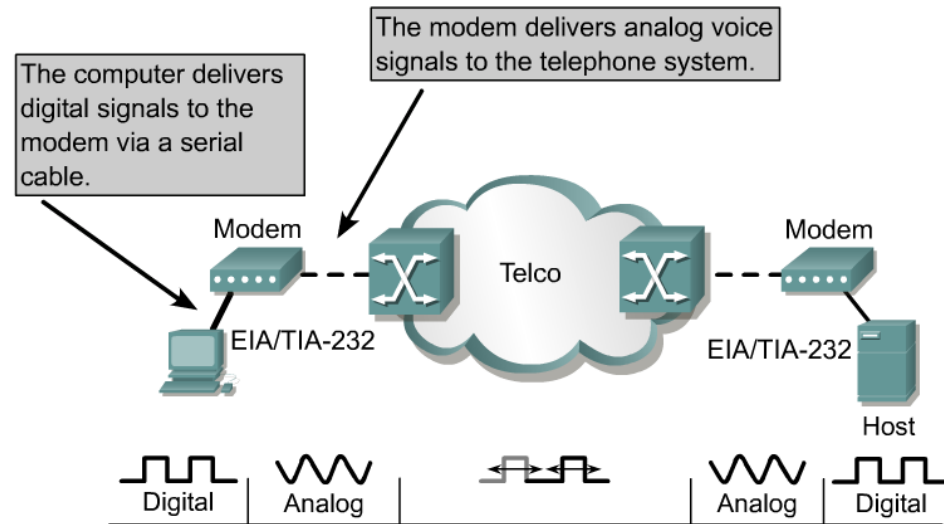 The modem delivers analog voice
signals to the telephone system.
The computer delivers
digital signals to the
modem via a serial
cable.
Modem
Telco
Modem
EIA/TIA-232
EIA/TIA-232
Host
Digital
Analog
Analog
Digital